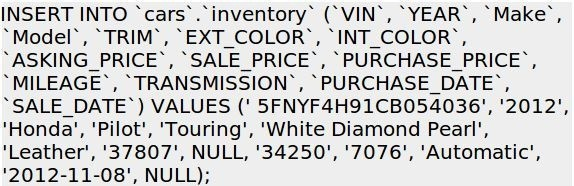 INSERT INTO `cars`.`inventory` (`VIN`, `YEAR`, `Make`,
`Model`, `TRIM`, `EXT_COLOR`, `INT_COLOR`,
`ASKING_PRICE`, `SALE_PRICE`, `PURCHASE_PRICE`,
`MILEAGE`, `TRANSMISSION`, `PURCHASE_DATE`,
`SALE_DATE`) VALUES (' 5FNYF4H91CB054036', '2012',
'Honda', 'Pilot', 'Touring', 'White Diamond Pearl',
'Leather', '37807', NULL, '34250', '7076', 'Automatic',
'2012-11-08', NULL);